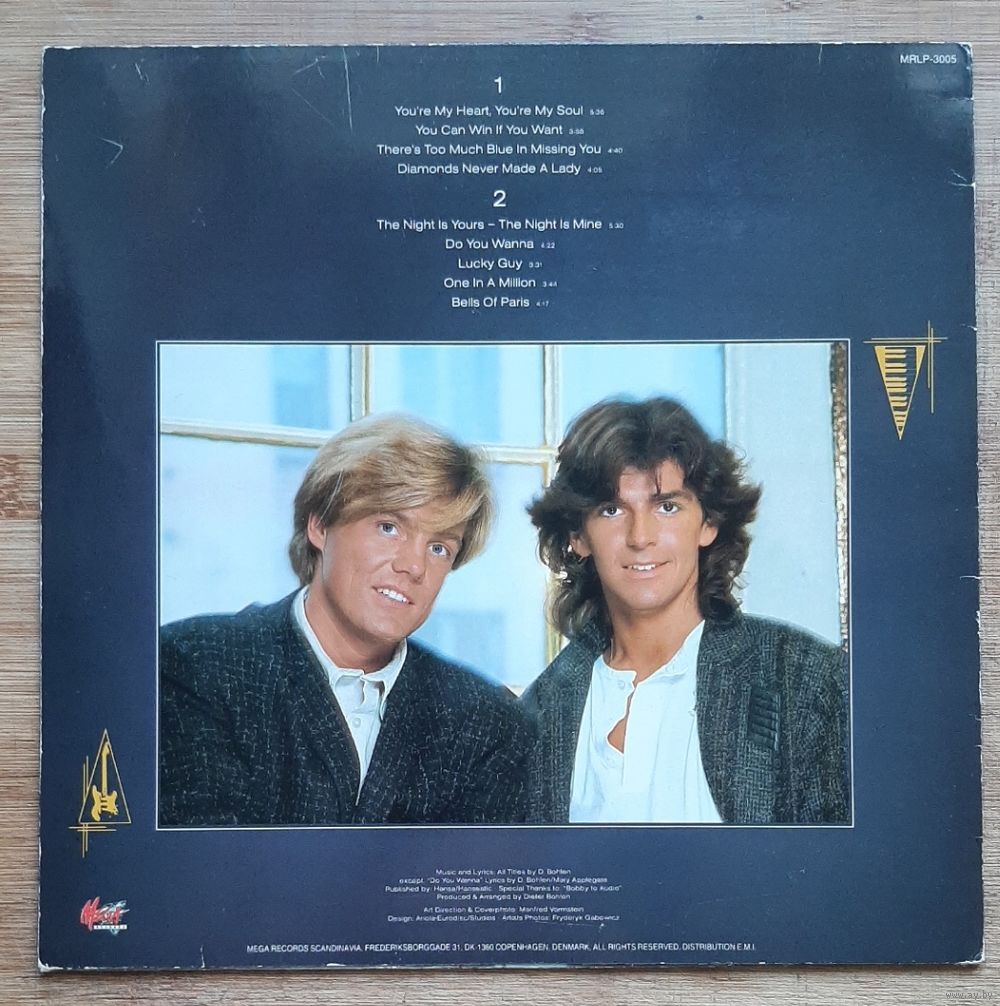 MRLP-3005
1
You're My Heart, You're My Soul 5:36
You Can Win If You Want 3:58
There's Too Much Blue In Missing You 4:40
Diamonds Never Made A Lady 4:05
2
The Night Is Yours – The Night Is Mine 5:30
Do You Wanna 4:22
Lucky Guy 3:31
One In A Million 3:44
Bells Of Paris 4:17
Music and Lyrics: All Titles by D. Bohlen
except: "Do You Wanna" Lyrics by D. Bohlen/Mary Applegate
Published by: Hansa/Hanseatic · Special Thanks to: "Bobby to Audio"
Produced & Arranged by Dieter Bohlen
Art Direction & Coverphoto: Manfred Vormstein
Design: Ariola-Eurodisc/Studios · Artists Photos: Fryderyk Gabowicz
MEGA RECORDS
MEGA RECORDS SCANDINAVIA, FREDERIKSBORGGADE 31, DK 1360 COPENHAGEN, DENMARK, ALL RIGHTS RESERVED, DISTRIBUTION E.M.I.
www.ay.by